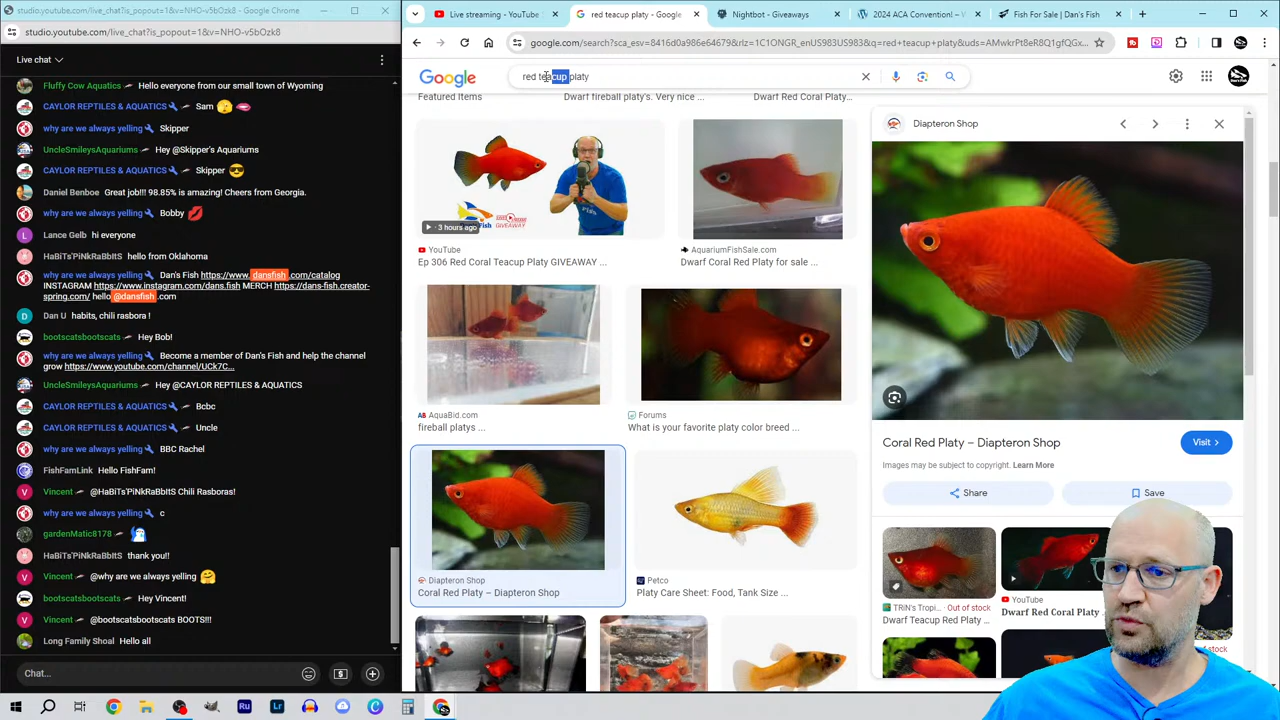 studio.youtube.com/live_chat?is_popout=1&v=NHO-v5bOzk8 - Google Chrome
studio.youtube.com/live_chat?is_popout=1&v=NHO-v5bOzk8
Live chat
Fluffy Cow Aquatics Hello everyone from our small town of Wyoming
CAYLOR REPTILES & AQUATICS Sam
why are we always yelling Skipper
UncleSmileysAquariums Hey @Skipper's Aquariums
CAYLOR REPTILES & AQUATICS Skipper
Daniel Benboe Great job!!! 98.85% is amazing! Cheers from Georgia.
why are we always yelling Bobby
Lance Gelb hi everyone
HaBiTs'PiNkRaBbItS hello from Oklahoma
why are we always yelling Dan's Fish https://www.dansfish.com/catalog
INSTAGRAM https://www.instagram.com/dans.fish MERCH https://dans-fish.creator-
spring.com/ hello @dansfish.com
Dan U habits, chili rasbora !
bootscatsbootscats Hey Bob!
why are we always yelling Become a member of Dan's Fish and help the channel
grow https://www.youtube.com/channel/UCk7C...
UncleSmileysAquariums Hey @CAYLOR REPTILES & AQUATICS
CAYLOR REPTILES & AQUATICS Bcbc
CAYLOR REPTILES & AQUATICS Uncle
why are we always yelling BBC Rachel
FishFamLink Hello FishFam!
Vincent @HaBiTs'PiNkRaBbItS Chili Rasboras!
why are we always yelling c
gardenMatic8178
HaBiTs'PiNkRaBbItS thank you!!
Vincent @why are we always yelling
bootscatsbootscats Hey Vincent!
Vincent @bootscatsbootscats BOOTS!!!
Long Family Shoal Hello all
Chat...
Live streaming - YouTube S
red teacup platy - Google
Nightbot - Giveaways
2024 ACA Convention! –
Fish For Sale | Dan's Fish
google.com/search?sca_esv=8416d0a986e64679&rlz=1C1ONGR_enUS983US983&q=red+teacup+platy&uds=AMwkrPt8eR8Q1gfQGx...
Google
red teacup platy
Featured Items
Dwarf fireball platy's. Very nice ...
Dwarf Red Coral Platy...
Fish
GIVEAWAY
3 hours ago
YouTube
Ep 306 Red Coral Teacup Platy GIVEAWAY ...
AquariumFishSale.com
Dwarf Coral Red Platy for sale ...
AB AquaBid.com
fireball platys ...
Forums
What is your favorite platy color breed ...
Diapteron Shop
Coral Red Platy – Diapteron Shop
Petco
Platy Care Sheet: Food, Tank Size ...
Diapteron Shop
Coral Red Platy – Diapteron Shop
Visit
Images may be subject to copyright. Learn More
Share
Save
TRiN's Tropi... · Out of stock
Dwarf Teacup Red Platy ...
YouTube
Dwarf Red Coral Platy
of stock
Ru
Lr